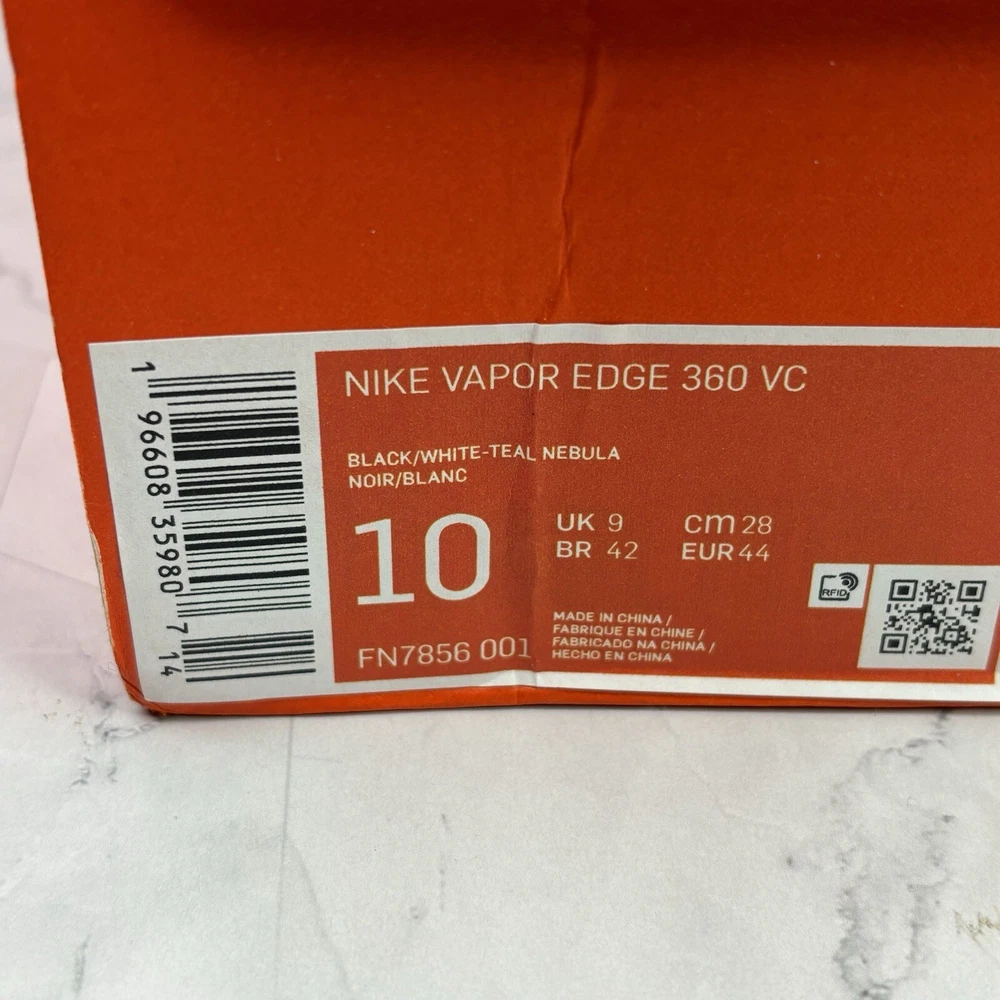 NIKE VAPOR EDGE 360 VC
BLACK/WHITE-TEAL NEBULA
NOIR/BLANC
10
UK 9 cm 28
BR 42 EUR 44
FN7856 001
MADE IN CHINA /
FABRIQUE EN CHINE /
FABRICADO NA CHINA /
HECHO EN CHINA
RFID
1 96608 35980 7 14